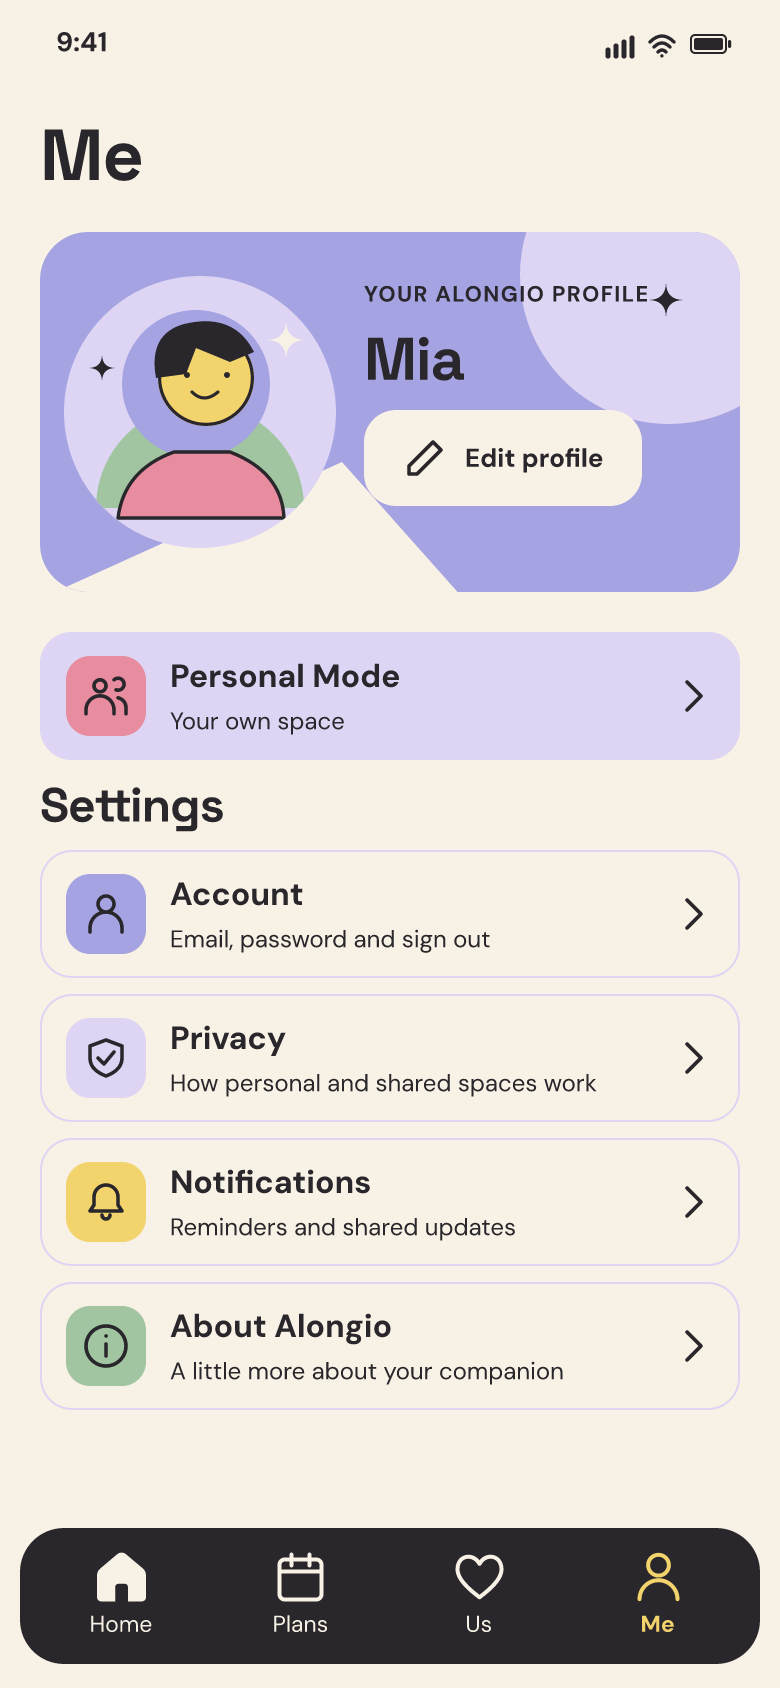 9:41
Me
YOUR ALONGIO PROFILE
Mia
Edit profile
Personal Mode
Your own space
Settings
Account
Email, password and sign out
Privacy
How personal and shared spaces work
Notifications
Reminders and shared updates
About Alongio
A little more about your companion
Home
Plans
Us
Me